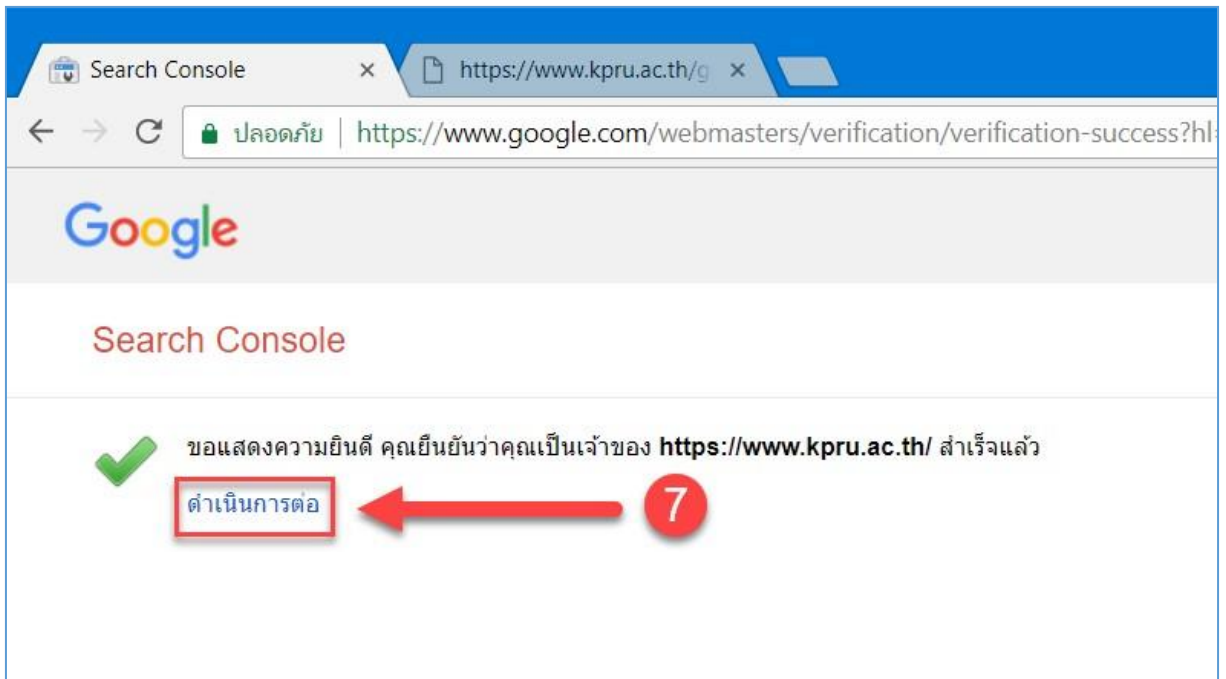 Search Console
https://www.kpru.ac.th/g
ปลอดภัย | https://www.google.com/webmasters/verification/verification-success?hl=
Google
Search Console
ขอแสดงความยินดี คุณยืนยันว่าคุณเป็นเจ้าของ https://www.kpru.ac.th/ สำเร็จแล้ว
ดำเนินการต่อ
7